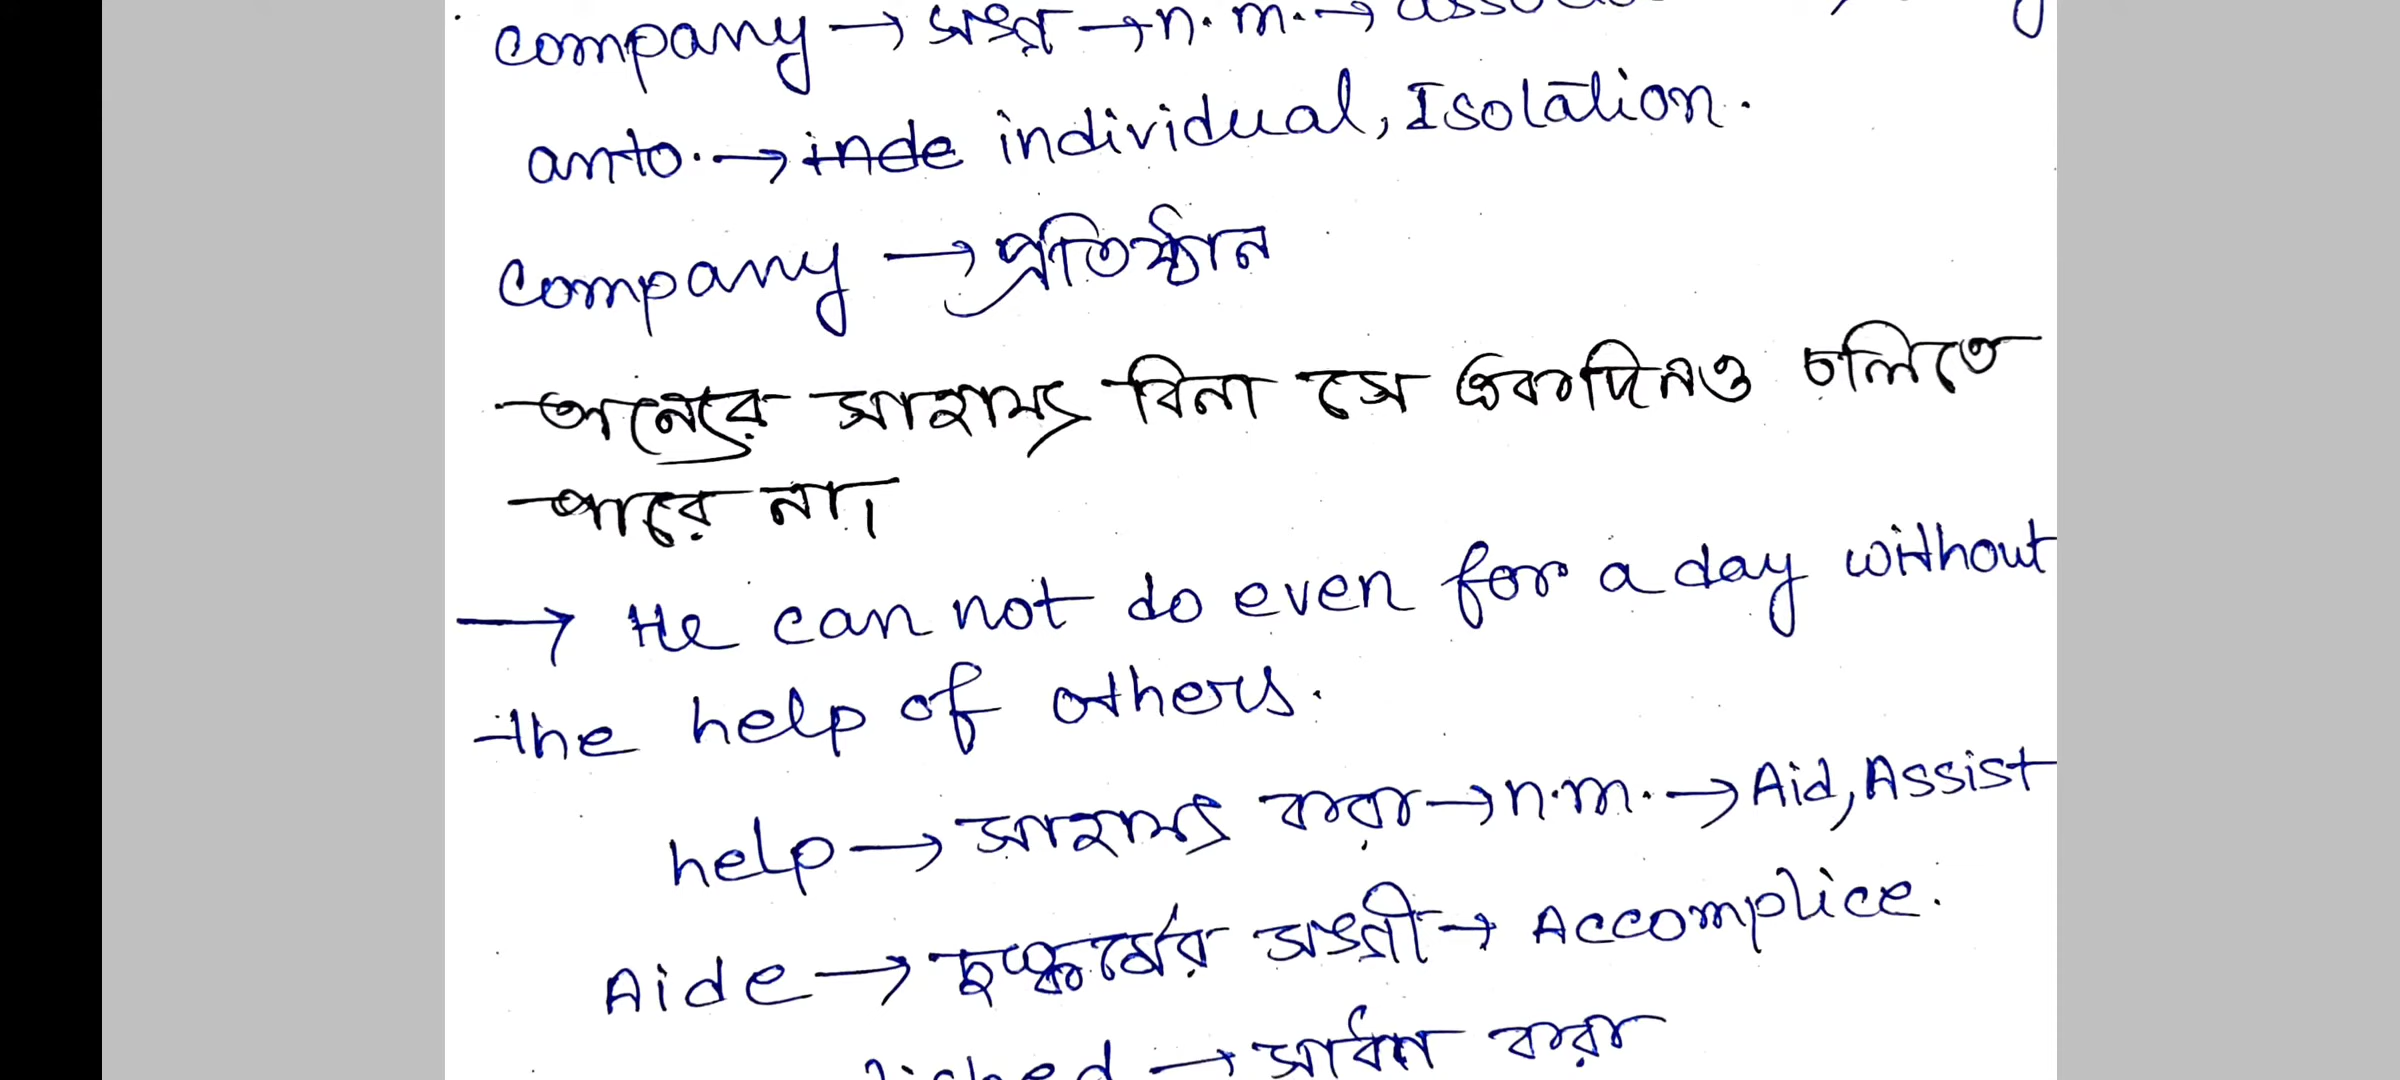 company → সঙ্গ → n.m. →
anto. → inde individual, Isolation.
company → প্রতিষ্ঠান
অন্যের সাহায্য বিনা সে একদিনও চলিতে
পারে না।
→ He can not do even for a day without
the help of others.
help → সাহায্য করা → n.m. → Aid, Assist
Aide → দুষ্কর্মের সঙ্গী → Accomplice.
→ করা